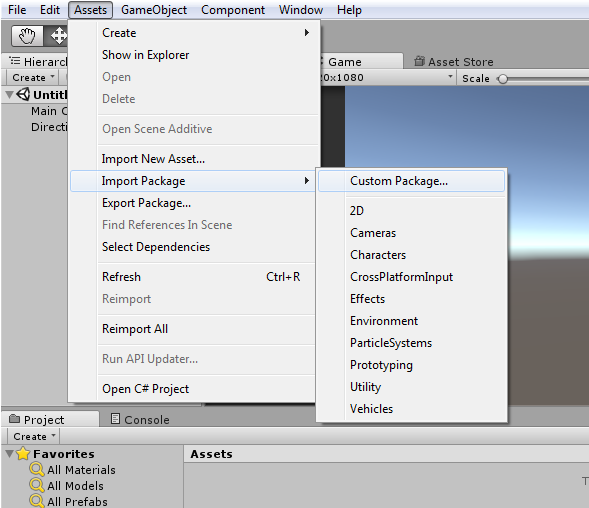 File Edit Assets GameObject Component Window Help
Create
Show in Explorer
Open
Delete
Open Scene Additive
Import New Asset...
Import Package
Export Package...
Find References In Scene
Select Dependencies
Refresh Ctrl+R
Reimport
Reimport All
Run API Updater...
Open C# Project
Custom Package...
2D
Cameras
Characters
CrossPlatformInput
Effects
Environment
ParticleSystems
Prototyping
Utility
Vehicles
Hierarch
Game
Asset Store
Create
20x1080
Scale
Untitl
Main C
Directi
Project
Console
Create
Favorites
All Materials
All Models
All Prefabs
Assets